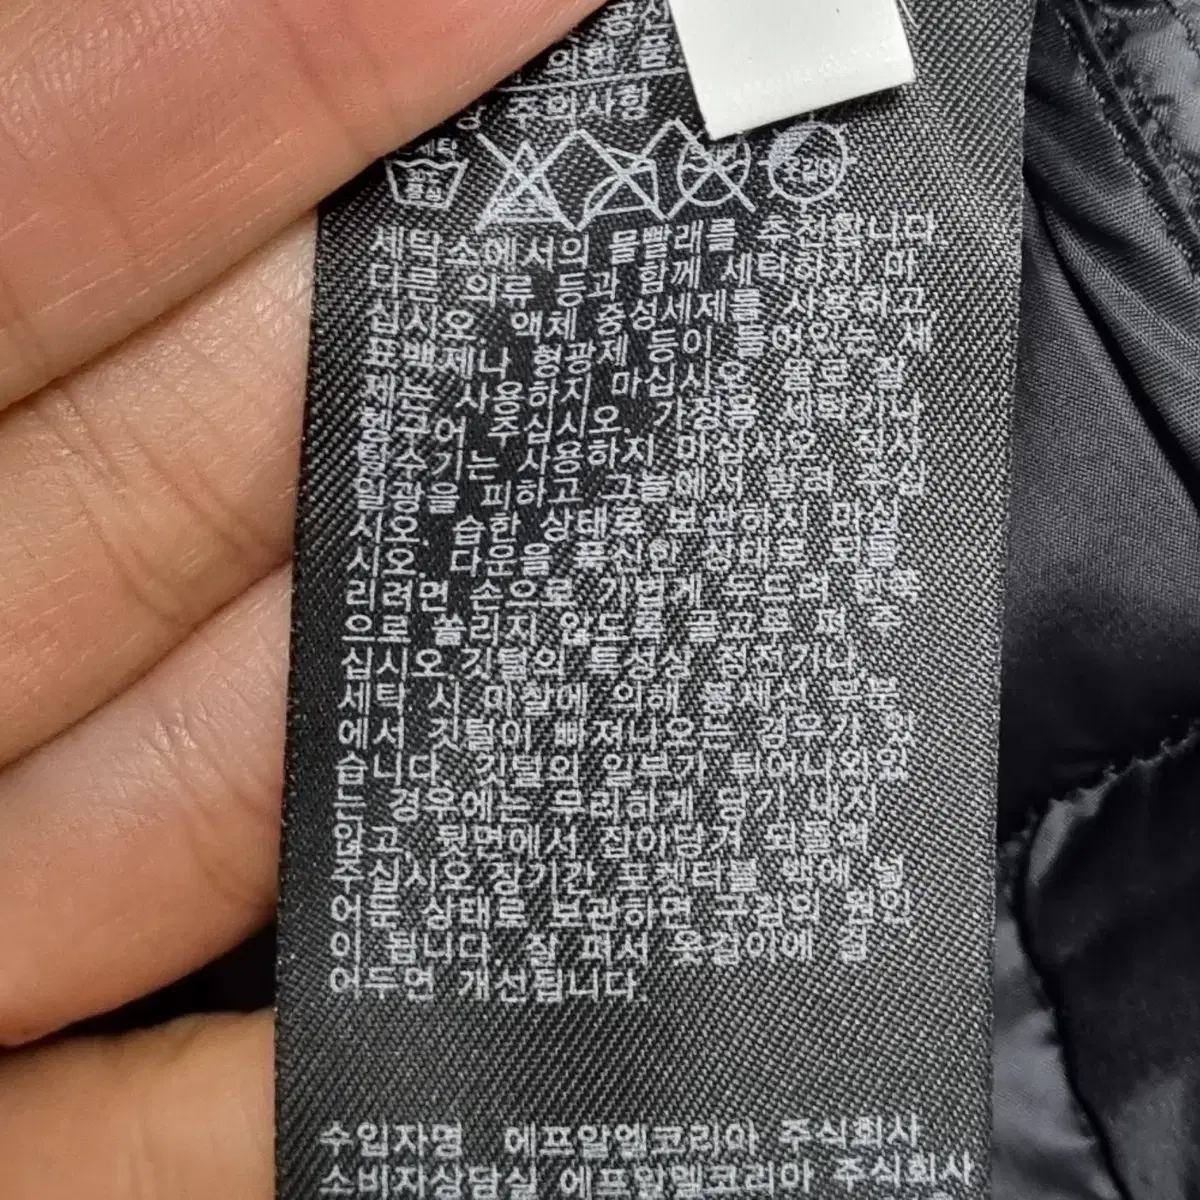 의한
주의사항
세탁소에서의 물빨래를 추천합니다.
다른 의류 등과 함께 세탁하지 마
십시오 액체 중성세제를 사용하고
표백제나 형광제 등이 들어있는 세
제는 사용하지 마십시오 물로 잘
헹구어 주십시오. 가정용 세탁기나
탈수기는 사용하지 마십시오 직사
일광을 피하고 그늘에서 말려 주십
시오 습한 상태로 보관하지 마십
시오 다운을 푹신한 상태로 되돌
리려면 손으로 가볍게 두드려 한쪽
으로 쏠리지 않도록 골고루 펴 주
십시오 깃털의 특성상 정전기나
세탁 시 마찰에 의해 봉재선 부분
에서 깃털이 빠져나오는 경우가 있
습니다 깃털의 일부가 튀어나와있
는 경우에는 무리하게 당겨 내지
않고 뒷면에서 잡아당겨 되돌려
주십시오 장기간 포켓터블 백에 넣
어둔 상태로 보관하면 구김의 원인
이 됩니다 잘 펴서 옷걸이에 걸
어두면 개선됩니다.
수입자명 에프알엘코리아 주식회사
소비자상담실 에프알엘코리아 주식회사